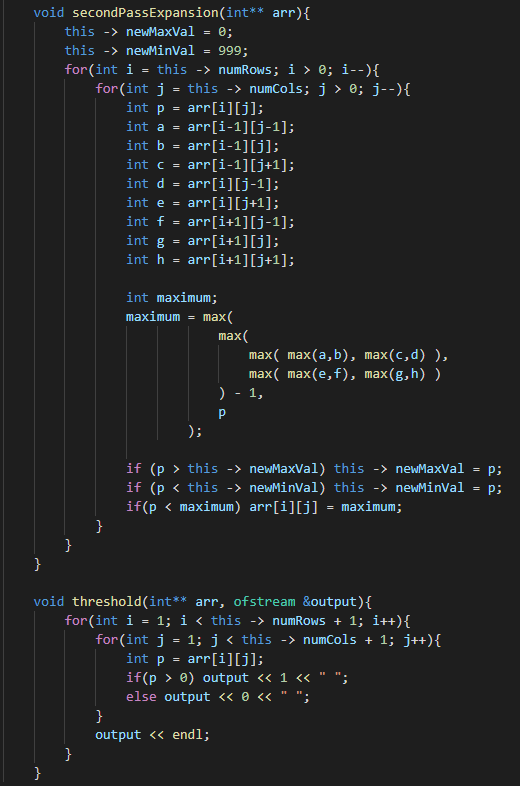 void secondPassExpansion(int** arr){
    this -> newMaxVal = 0;
    this -> newMinVal = 999;
    for(int i = this -> numRows; i > 0; i--){
        for(int j = this -> numCols; j > 0; j--){
            int p = arr[i][j];
            int a = arr[i-1][j-1];
            int b = arr[i-1][j];
            int c = arr[i-1][j+1];
            int d = arr[i][j-1];
            int e = arr[i][j+1];
            int f = arr[i+1][j-1];
            int g = arr[i+1][j];
            int h = arr[i+1][j+1];

            int maximum;
            maximum = max(
                        max(
                            max( max(a,b), max(c,d) ),
                            max( max(e,f), max(g,h) )
                        ) - 1,
                        p
                    );

            if (p > this -> newMaxVal) this -> newMaxVal = p;
            if (p < this -> newMinVal) this -> newMinVal = p;
            if(p < maximum) arr[i][j] = maximum;
        }
    }
}

void threshold(int** arr, ofstream &output){
    for(int i = 1; i < this -> numRows + 1; i++){
        for(int j = 1; j < this -> numCols + 1; j++){
            int p = arr[i][j];
            if(p > 0) output << 1 << " ";
            else output << 0 << " ";
        }
        output << endl;
    }
}